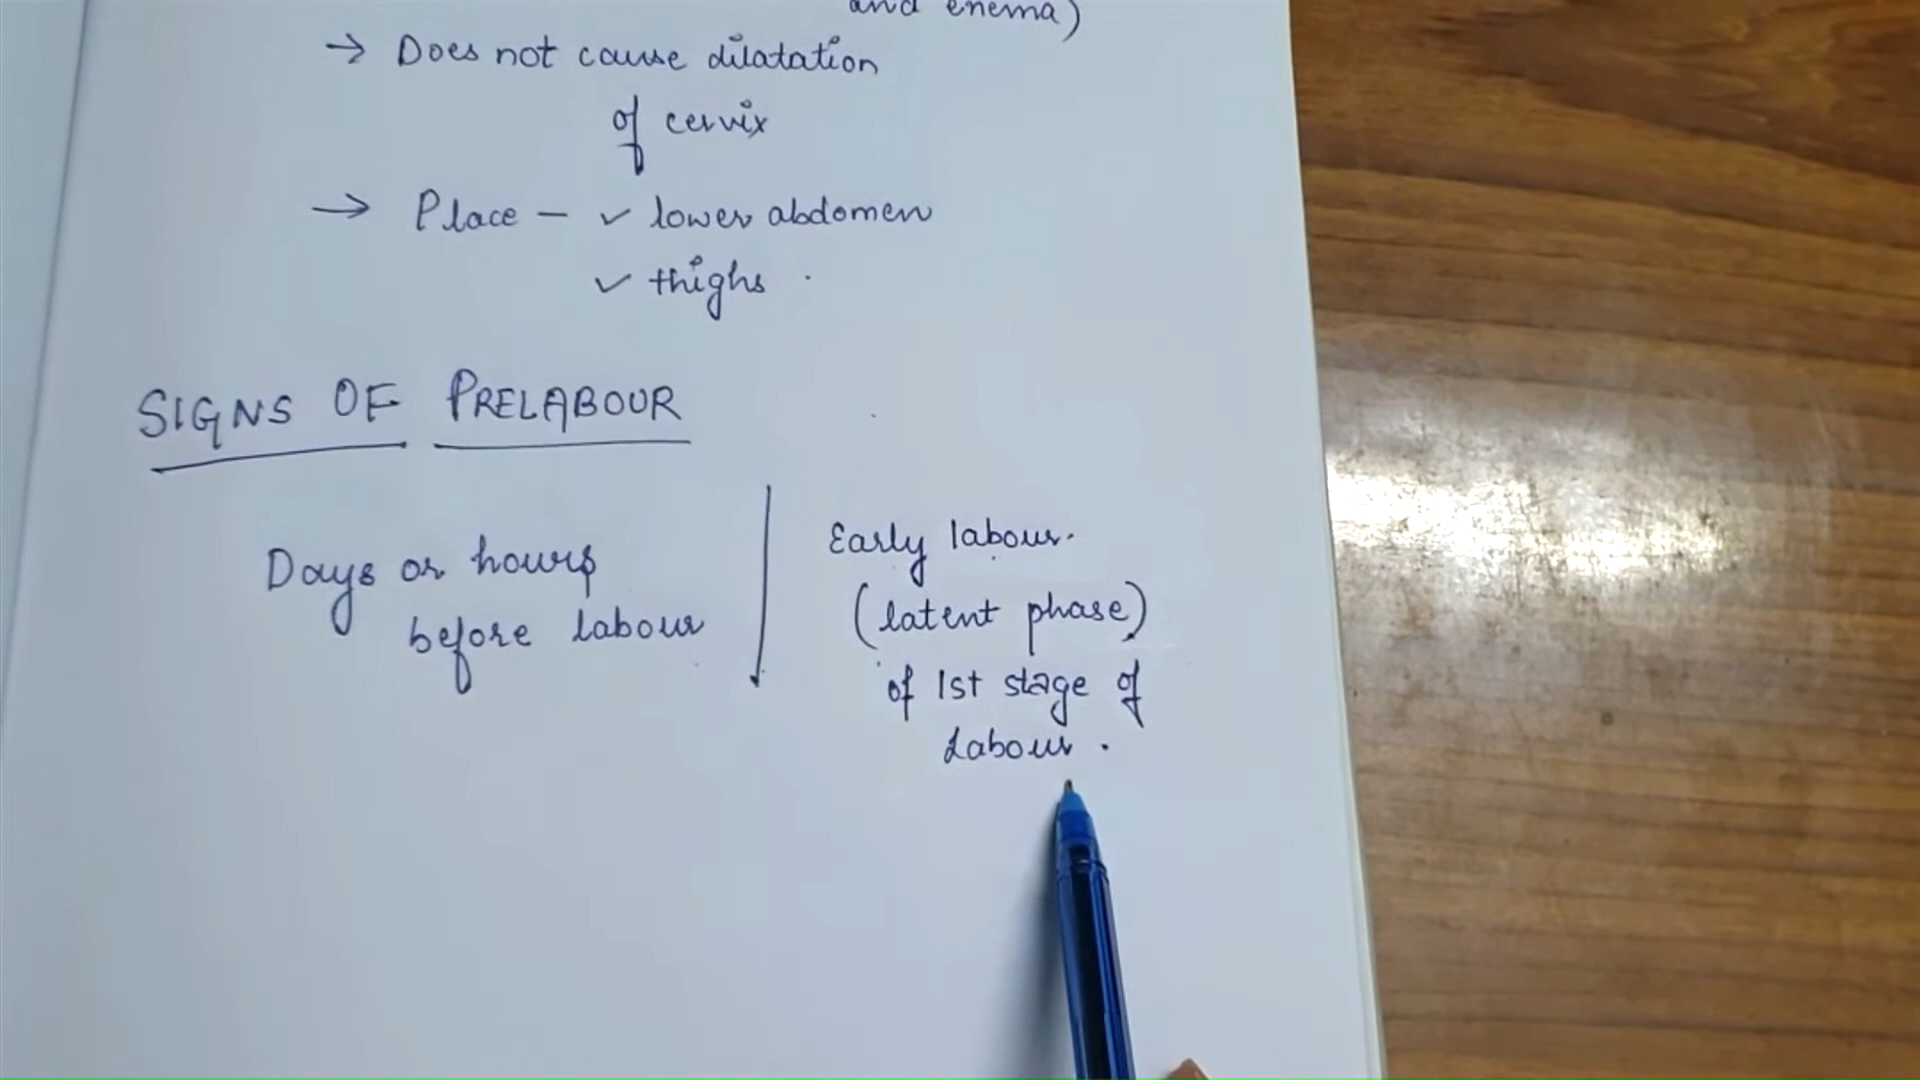 and enema)
→ Does not cause dilatation
of cervix
→ Place – ✓ lower abdomen
✓ thighs .
SIGNS OF PRELABOUR
Days or hours
before labour
Early labour.
(latent phase)
of 1st stage of
Labour .